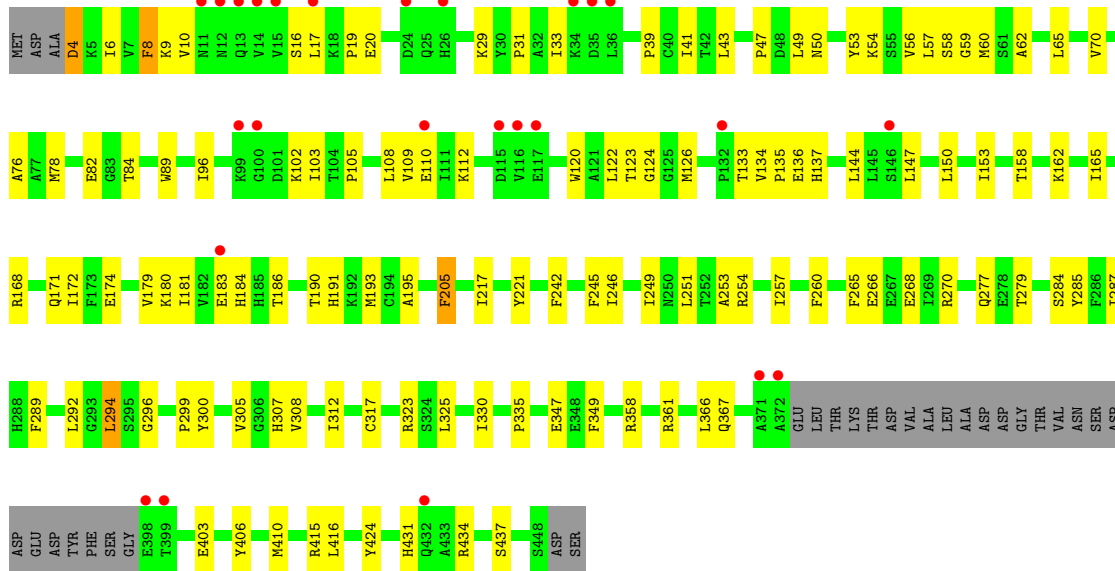 MET ASP ALA D4 K5 I6 V7 F8 K9 V10 N11 N12 Q13 V14 V15 S16 L17 K18 P19 E20 D24 Q25 H26 K29 Y30 P31 A32 I33 K34 D35 L36 P39 C40 I41 T42 L43 P47 D48 L49 N50 Y53 K54 S55 V56 L57 S58 G59 M60 S61 A62 L65 V70
A76 A77 M78 E82 G83 T84 W89 I96 K99 G100 D101 K102 I103 T104 P105 L108 V109 E110 I111 K112 D115 V116 E117 W120 A121 L122 T123 G124 G125 M126 P132 T133 V134 P135 E136 H137 L144 L145 S146 L147 L150 I153 T158 K162 I165
R168 Q171 I172 F173 E174 V179 K180 I181 V182 E183 H184 H185 T186 T190 H191 K192 M193 C194 A195 F205 I217 Y221 F242 F245 I246 I249 N250 L251 T252 A253 R254 I257 F260 F265 E266 E267 E268 I269 R270 Q277 E278 T279 S284 Y285 F286 I287
H288 F289 L292 G293 L294 S295 G296 P299 Y300 V305 G306 H307 V308 I312 C317 R323 S324 L325 I330 P335 E347 E348 F349 R358 R361 L366 Q367 A371 A372 GLU LEU THR LYS THR ASP VAL ALA LEU ALA ASP ASP GLY THR VAL ASN SER ASP
ASP GLU ASP TYR PHE SER GLY E398 T399 E403 Y406 M410 R415 L416 Y424 H431 Q432 A433 R434 S437 S448 ASP SER